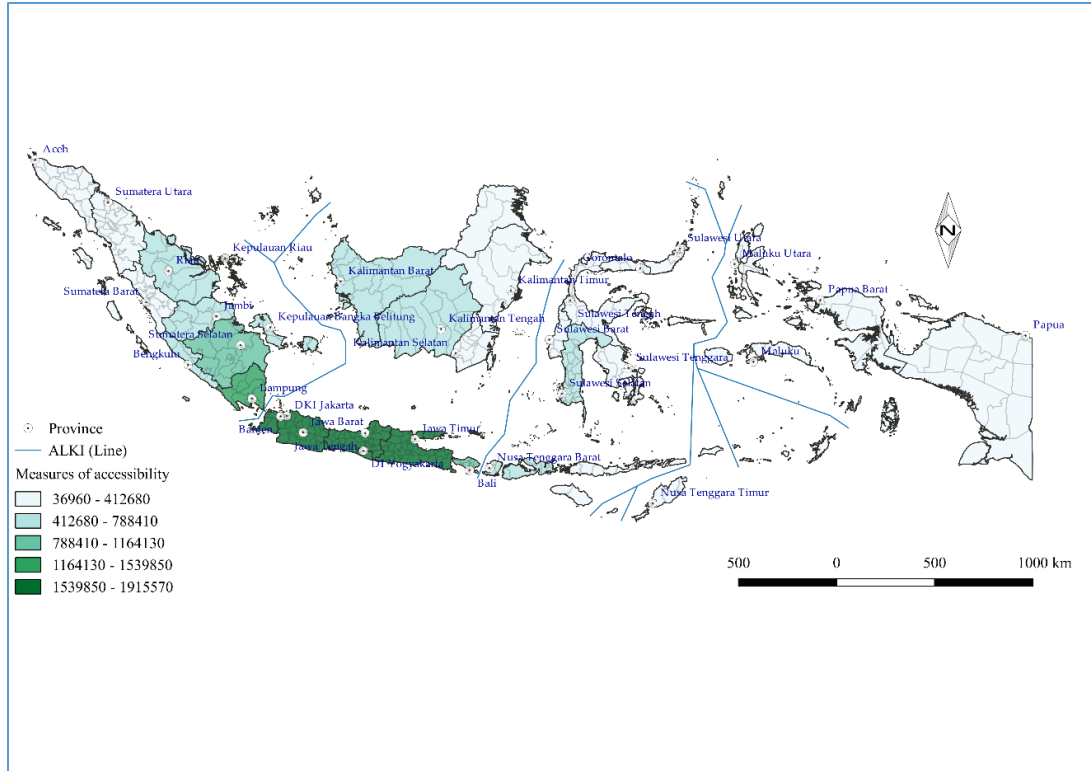 Aceh
Sumatera Utara
Kepulauan Riau
Riau
Sumatera Barat
Jambi
Kepulauan Bangka Belitung
Sumatera Selatan
Bengkulu
Lampung
DKI Jakarta
Jawa Barat
Banten
Jawa Tengah
Jawa Timur
DI Yogyakarta
Bali
Nusa Tenggara Barat
Nusa Tenggara Timur
Kalimantan Barat
Kalimantan Tengah
Kalimantan Selatan
Kalimantan Timur
Gorontalo
Sulawesi Utara
Sulawesi Tengah
Sulawesi Barat
Sulawesi Tenggara
Sulawesi Selatan
Maluku Utara
Maluku
Papua Barat
Papua
N
Province
ALKI (Line)
Measures of accessibility
36960 - 412680
412680 - 788410
788410 - 1164130
1164130 - 1539850
1539850 - 1915570
500 0 500 1000 km